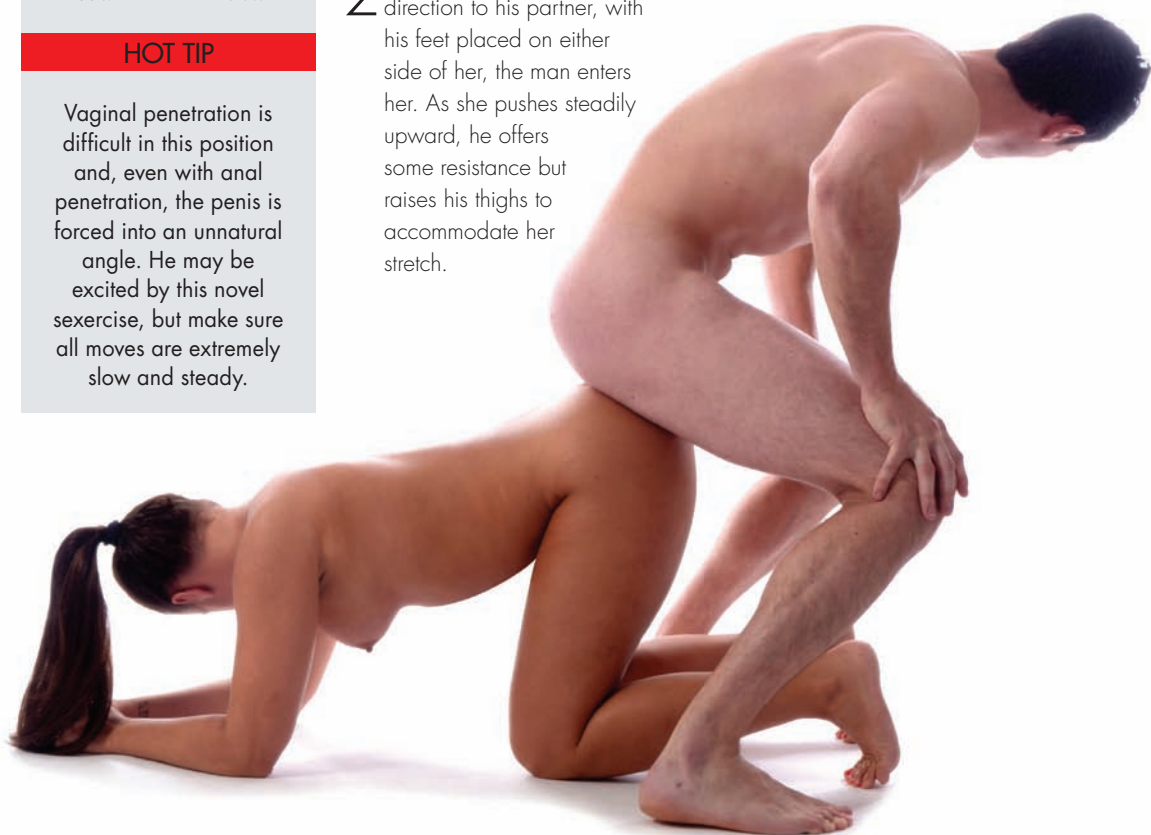 HOT TIP
Vaginal penetration is
difficult in this position
and, even with anal
penetration, the penis is
forced into an unnatural
angle. He may be
excited by this novel
sexercise, but make sure
all moves are extremely
slow and steady.
2 direction to his partner, with
his feet placed on either
side of her, the man enters
her. As she pushes steadily
upward, he offers
some resistance but
raises his thighs to
accommodate her
stretch.